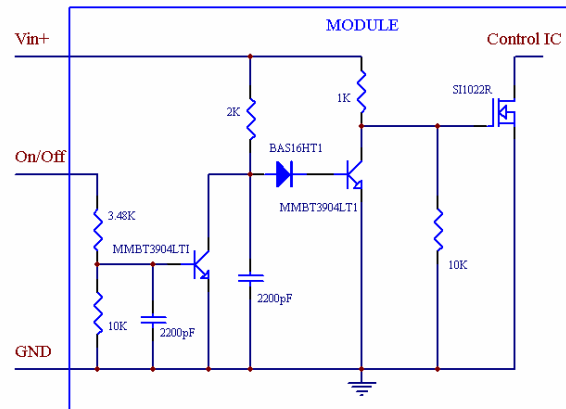 MODULE
Vin+
Control IC
SI1022R
1K
2K
BAS16HT1
On/Off
MMBT3904LT1
3.48K
MMBT3904LTI
10K
2200pF
10K
2200pF
GND